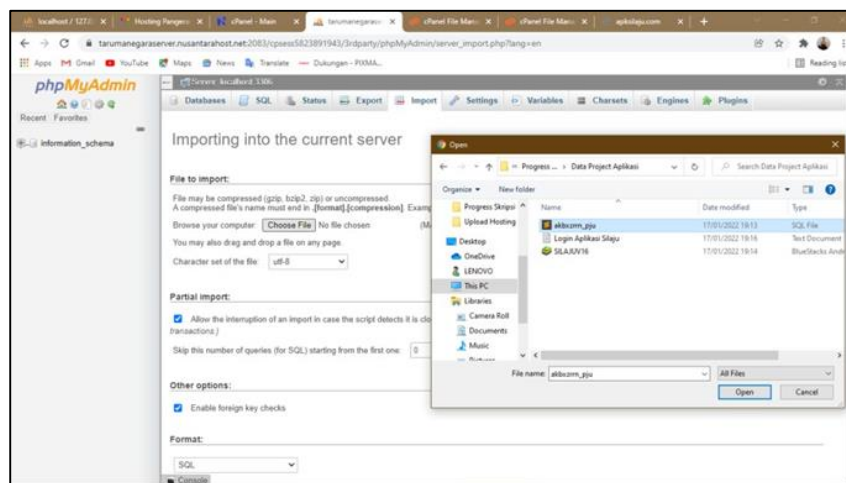 localhost / 127.0
Hosting Pangers
cPanel - Main
tarumanegarase
cPanel File Man
cPanel File Man
apksilaju.com
tarumanegaraserver.nusantarahost.net:2083/cpsess5823891943/3rdparty/phpMyAdmin/server_import.php?lang=en
Apps M Gmail YouTube Maps News Translate Dukungan - PIXMA... Reading list
phpMyAdmin
Recent Favorites
information_schema
Server: localhost:3306
Databases SQL Status Export Import Settings Variables Charsets Engines Plugins
Importing into the current server
File to import:
File may be compressed (gzip, bzip2, zip) or uncompressed.
A compressed file's name must end in .[format].[compression]. Examp
Browse your computer: Choose File No file chosen (Ma
You may also drag and drop a file on any page.
Character set of the file: utf-8
Partial import:
Allow the interruption of an import in case the script detects it is clo
transactions.)
Skip this number of queries (for SQL) starting from the first one: 0
Other options:
Enable foreign key checks
Format:
SQL
Console
Open
Progress ... › Data Project Aplikasi
Search Data Project Aplikasi
Organize New folder
Progress Skripsi
Upload Hosting
Desktop
OneDrive
LENOVO
This PC
Libraries
Camera Roll
Documents
Music
Pictures
Name Date modified Type
akbxzrrn_pju 17/01/2022 19:13 SQL File
Login Aplikasi Silaju 17/01/2022 19:16 Text Document
SILAJUV16 17/01/2022 19:14 BlueStacks Andr
File name: akbxzrrn_pju All Files
Open Cancel